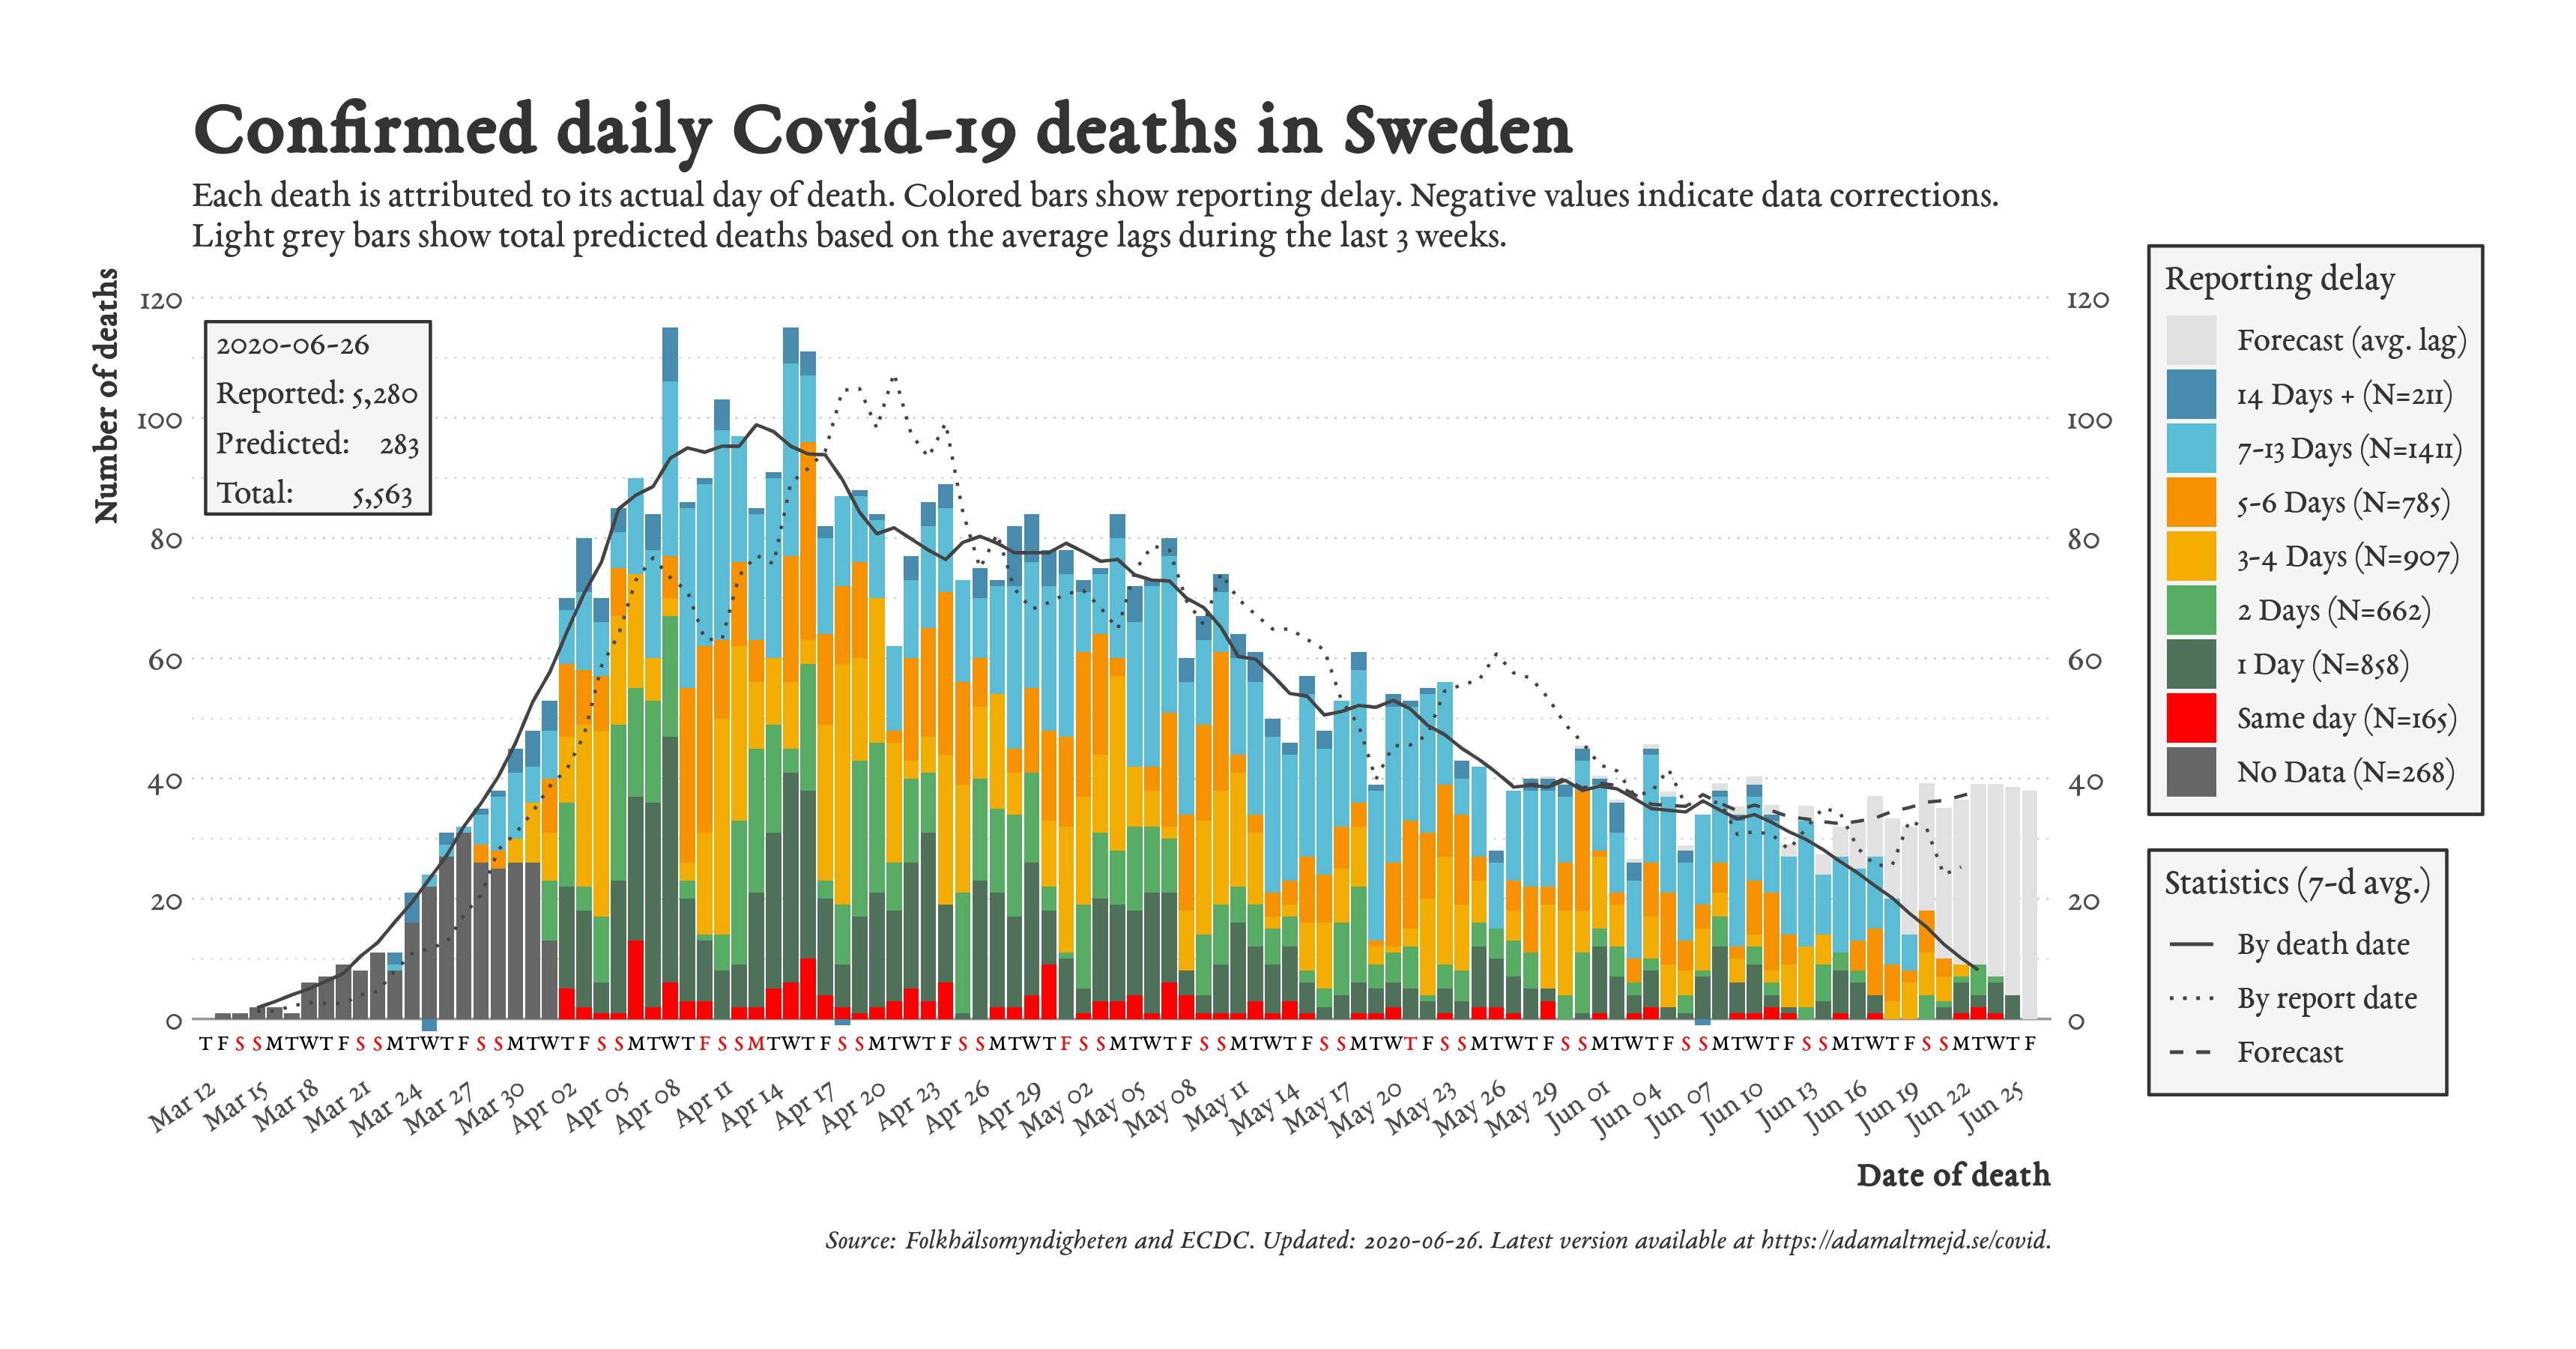 Confirmed daily Covid-19 deaths in Sweden
Each death is attributed to its actual day of death. Colored bars show reporting delay. Negative values indicate data corrections.
Light grey bars show total predicted deaths based on the average lags during the last 3 weeks.
Number of deaths
120
100
80
60
40
20
0
2020-06-26
Reported: 5,280
Predicted: 283
Total: 5,563
120
100
80
60
40
20
0
T F S S M T W T F S S M T W T F S S M T W T F S S M T W T F S S M T W T F S S M T W T F S S M T W T F S S M T W T F S S M T W T F S S M T W T F S S M T W T F S S M T W T F S S M T W T F S S M T W T F S S M T W T F
Mar 12
Mar 15
Mar 18
Mar 21
Mar 24
Mar 27
Mar 30
Apr 02
Apr 05
Apr 08
Apr 11
Apr 14
Apr 17
Apr 20
Apr 23
Apr 26
Apr 29
May 02
May 05
May 08
May 11
May 14
May 17
May 20
May 23
May 26
May 29
Jun 01
Jun 04
Jun 07
Jun 10
Jun 13
Jun 16
Jun 19
Jun 22
Jun 25
Date of death
Reporting delay
Forecast (avg. lag)
14 Days + (N=211)
7-13 Days (N=1411)
5-6 Days (N=785)
3-4 Days (N=907)
2 Days (N=662)
1 Day (N=858)
Same day (N=165)
No Data (N=268)
Statistics (7-d avg.)
By death date
By report date
Forecast
Source: Folkhälsomyndigheten and ECDC. Updated: 2020-06-26. Latest version available at https://adamaltmejd.se/covid.